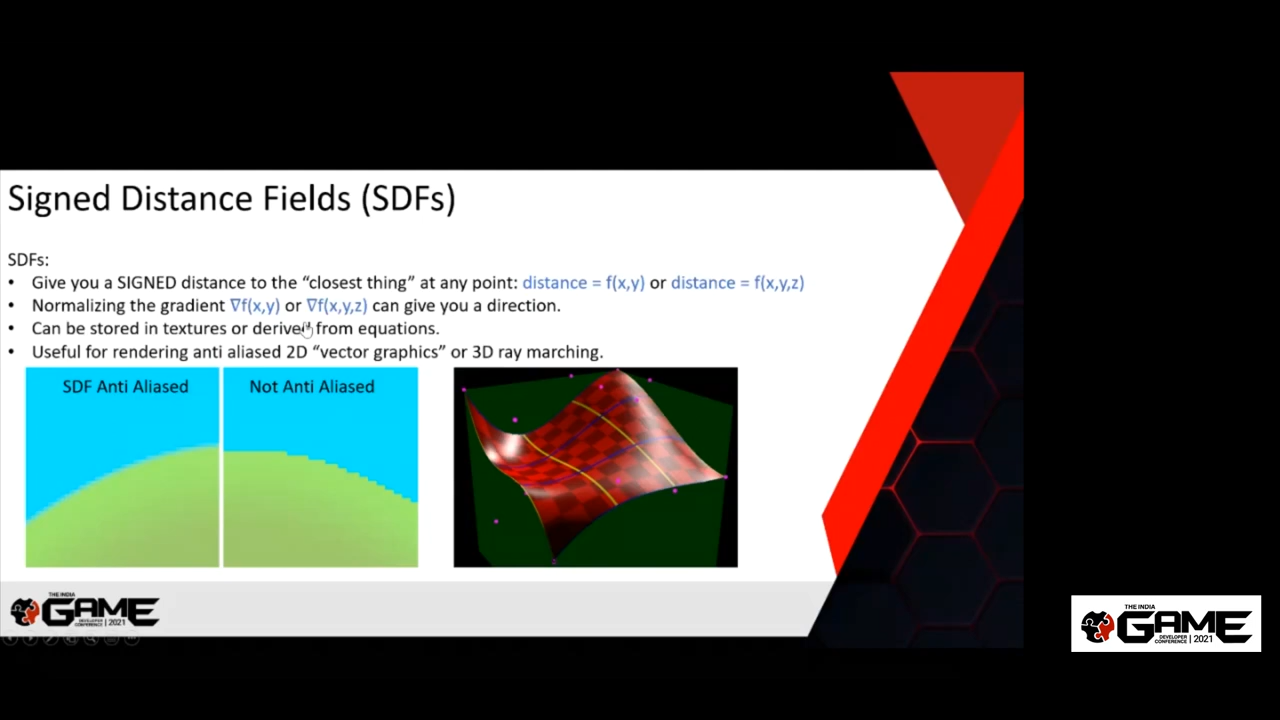 Signed Distance Fields (SDFs)
SDFs:
• Give you a SIGNED distance to the “closest thing” at any point: distance = f(x,y) or distance = f(x,y,z)
• Normalizing the gradient ∇f(x,y) or ∇f(x,y,z) can give you a direction.
• Can be stored in textures or derived from equations.
• Useful for rendering anti aliased 2D “vector graphics” or 3D ray marching.
SDF Anti Aliased
Not Anti Aliased
THE INDIA
GAME
DEVELOPER
CONFERENCE | 2021
THE INDIA
GAME
DEVELOPER
CONFERENCE | 2021